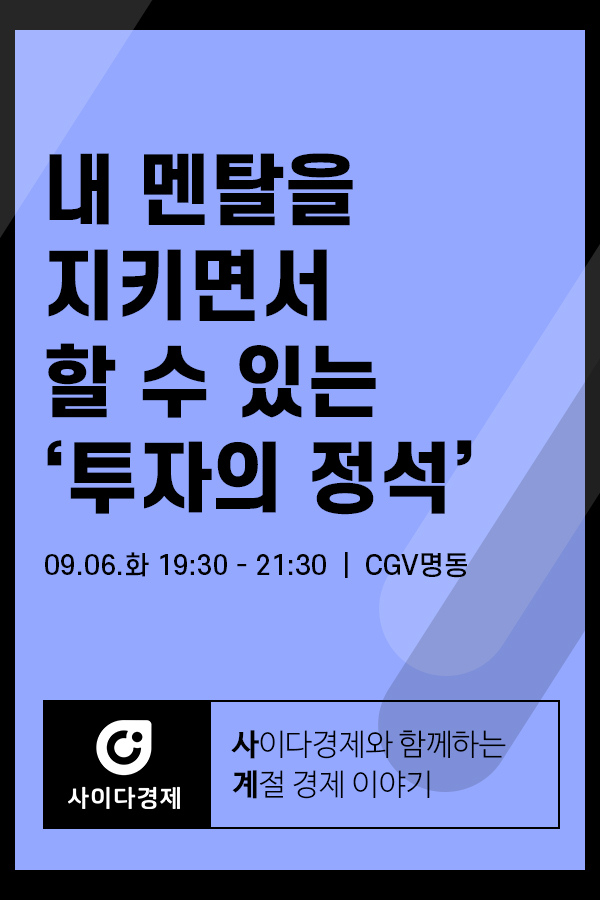 내 멘탈을
지키면서
할 수 있는
‘투자의 정석’
09.06.화 19:30 - 21:30 | CGV명동
사이다경제
사이다경제와 함께하는
계절 경제 이야기